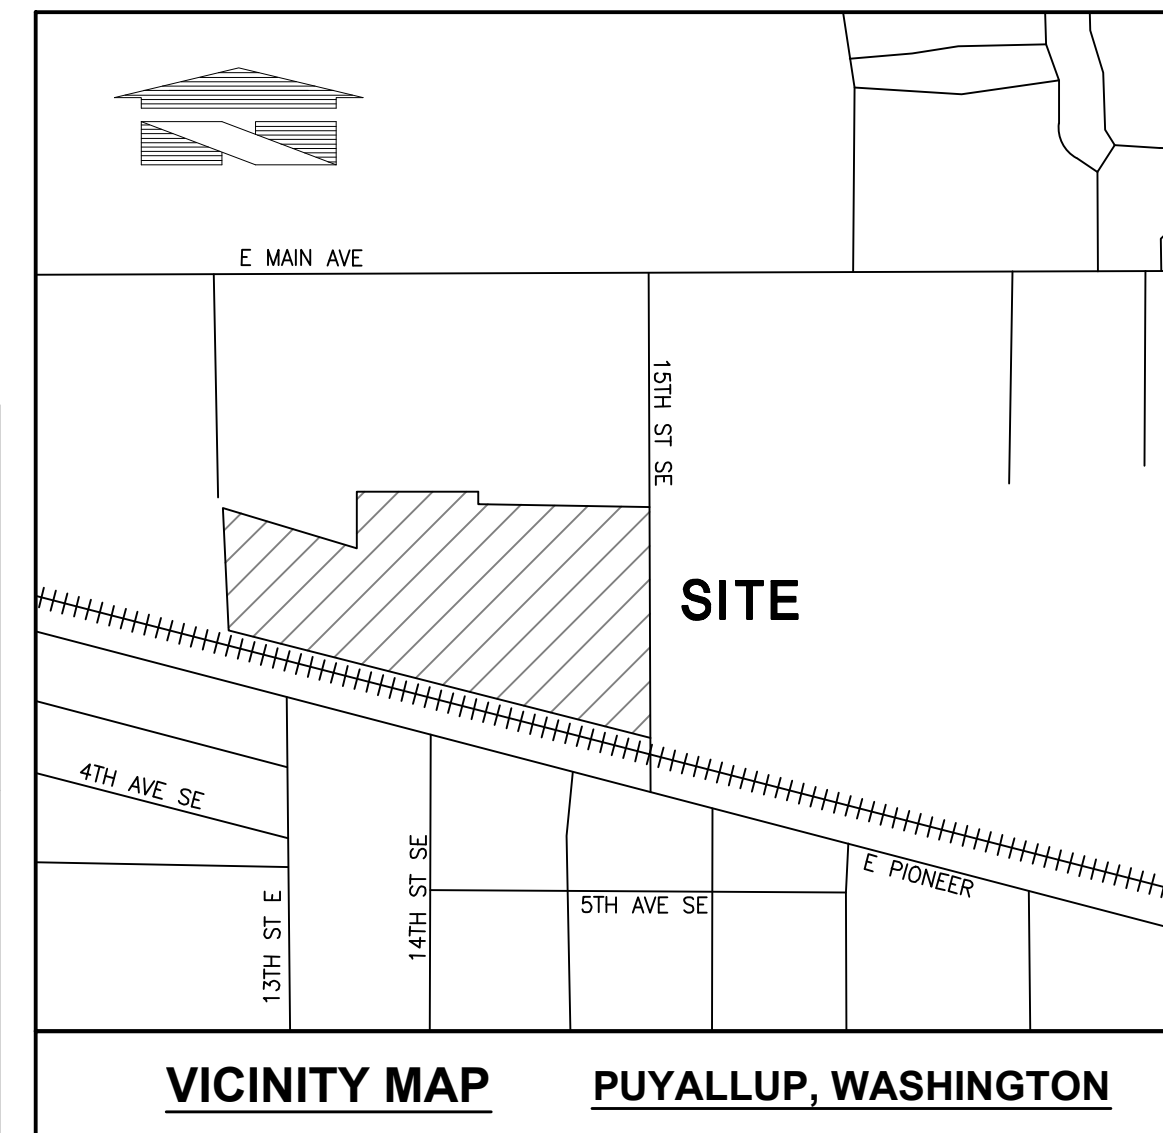 E MAIN AVE
15TH ST SE
SITE
4TH AVE SE
14TH ST SE
E PIONEER
5TH AVE SE
13TH ST E
VICINITY MAP
PUYALLUP, WASHINGTON